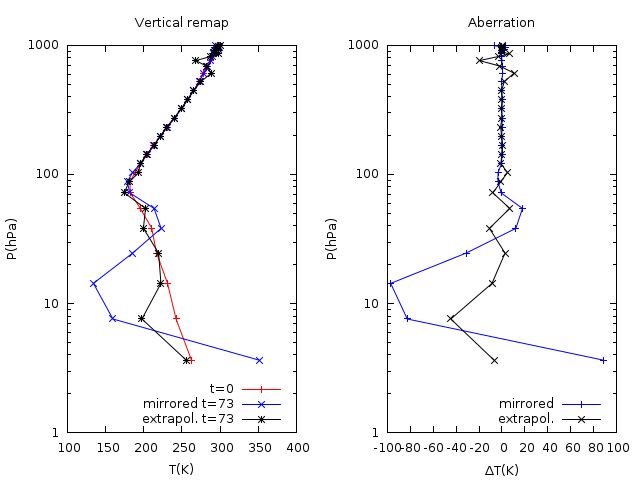 Vertical remap
1000
100
10
1
P(hPa)
t=0
mirrored t=73
extrapol. t=73
100 150 200 250 300 350 400
T(K)
Aberration
1000
100
10
1
P(hPa)
mirrored
extrapol.
-100 -80 -60 -40 -20 0 20 40 60 80 100
ΔT(K)